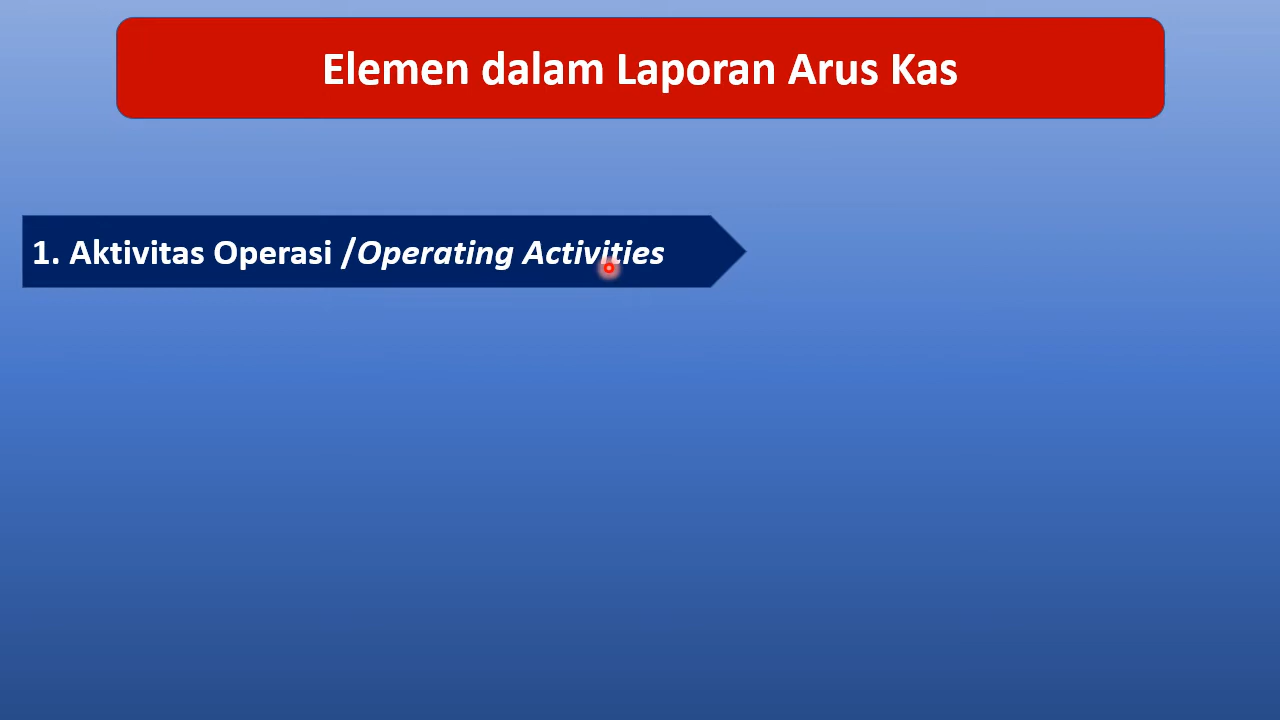 Elemen dalam Laporan Arus Kas
1. Aktivitas Operasi /Operating Activities